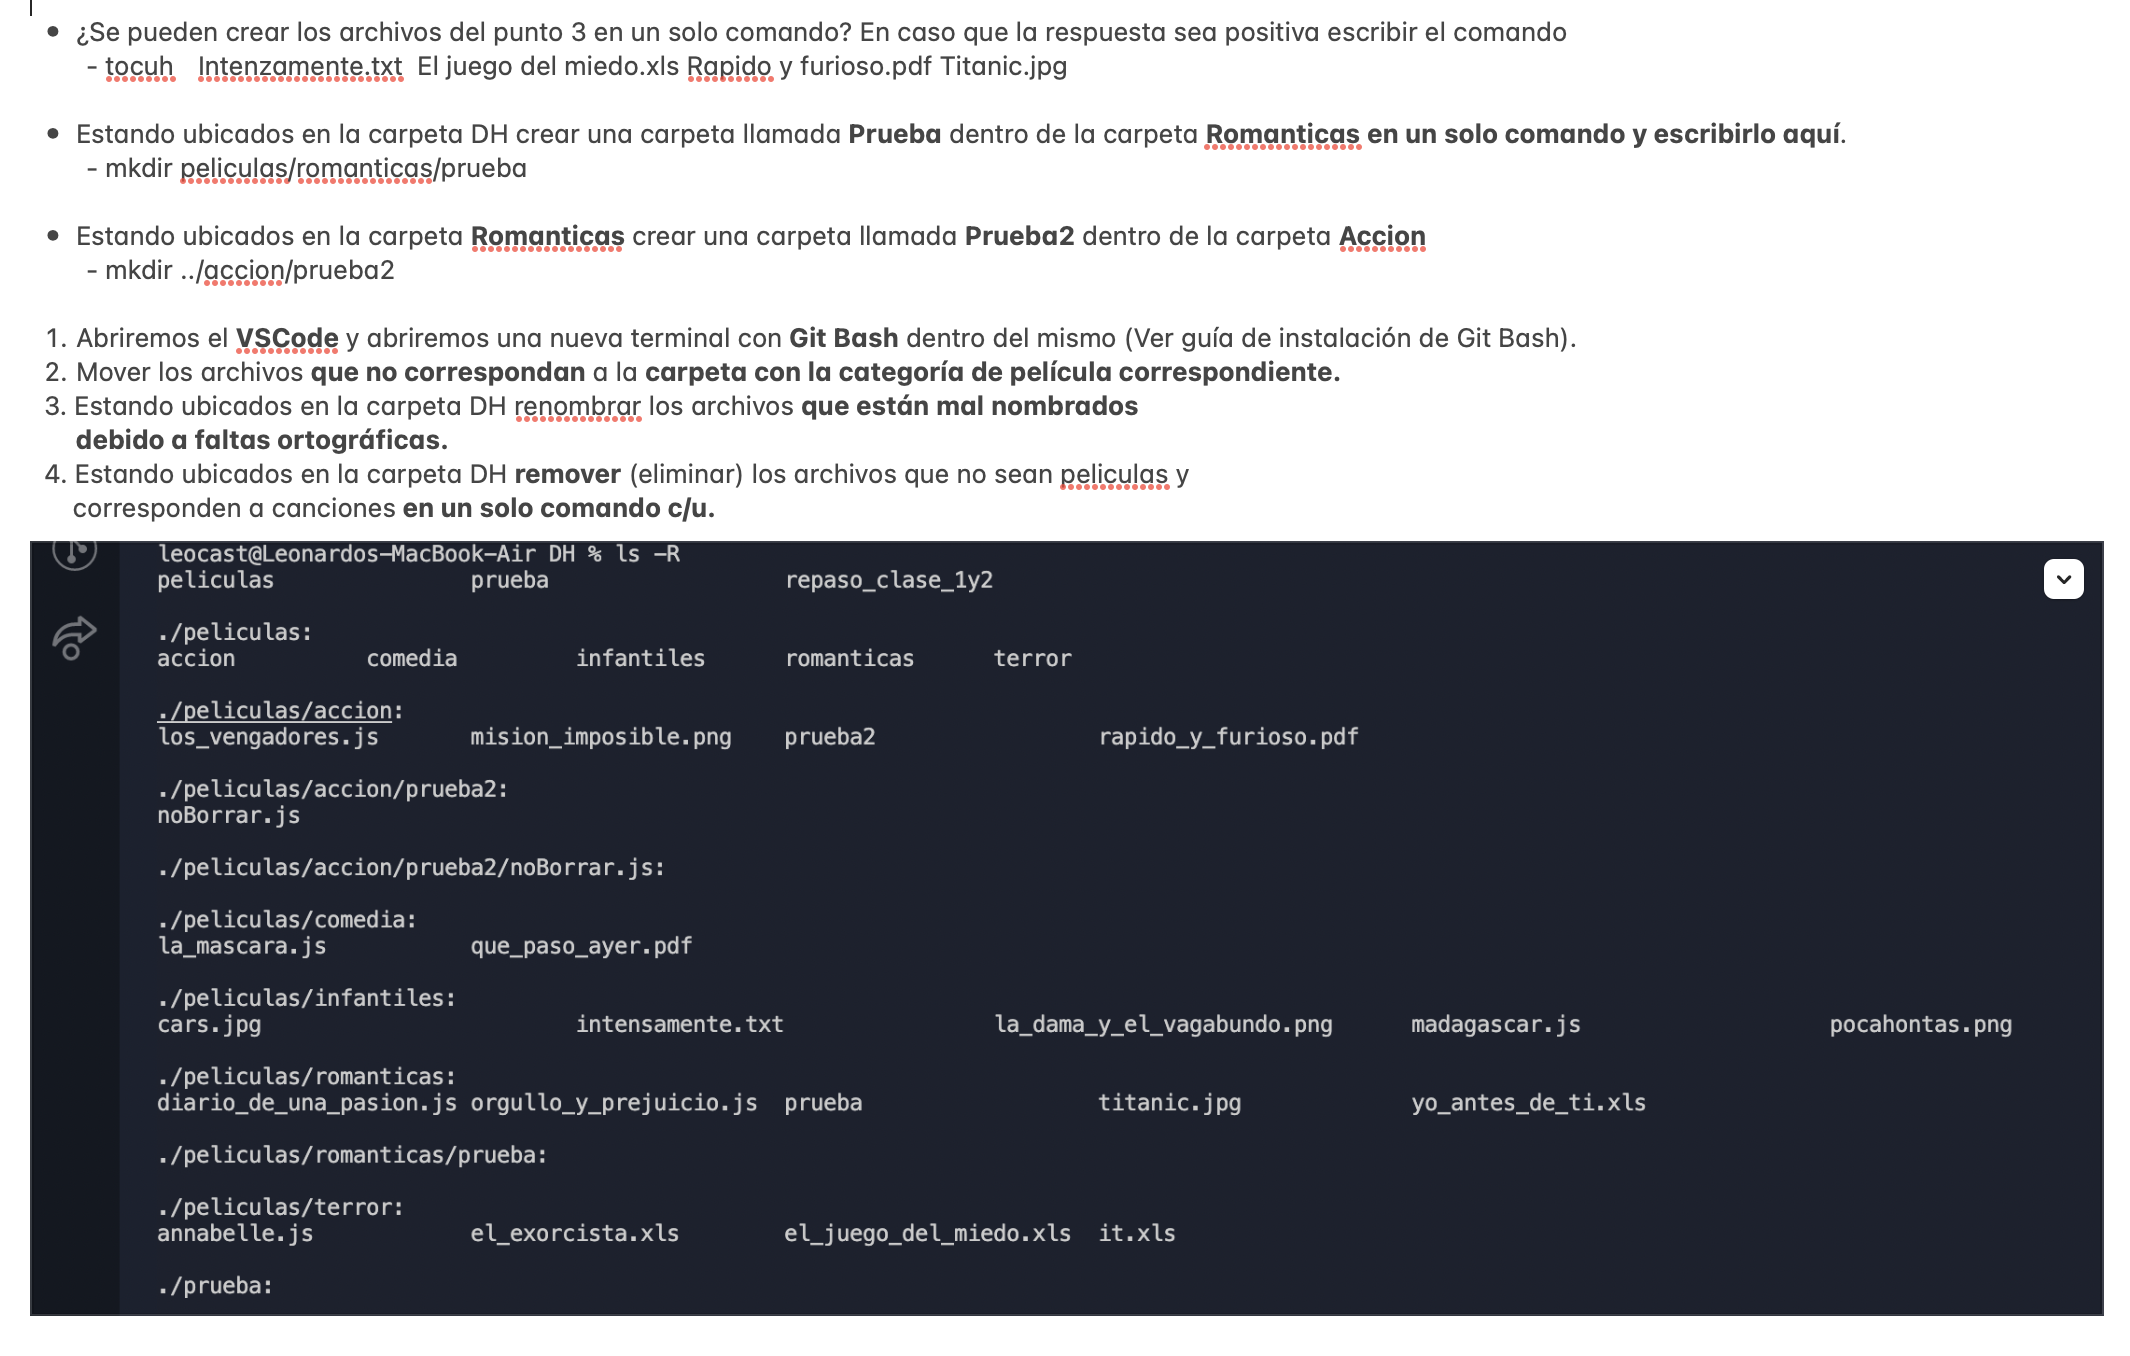 • ¿Se pueden crear los archivos del punto 3 en un solo comando? En caso que la respuesta sea positiva escribir el comando
- tocuh Intenzamente.txt El juego del miedo.xls Rapido y furioso.pdf Titanic.jpg
• Estando ubicados en la carpeta DH crear una carpeta llamada Prueba dentro de la carpeta Romanticas en un solo comando y escribirlo aquí.
- mkdir peliculas/romanticas/prueba
• Estando ubicados en la carpeta Romanticas crear una carpeta llamada Prueba2 dentro de la carpeta Accion
- mkdir ../accion/prueba2
1. Abriremos el VSCode y abriremos una nueva terminal con Git Bash dentro del mismo (Ver guía de instalación de Git Bash).
2. Mover los archivos que no correspondan a la carpeta con la categoría de película correspondiente.
3. Estando ubicados en la carpeta DH renombrar los archivos que están mal nombrados
debido a faltas ortográficas.
4. Estando ubicados en la carpeta DH remover (eliminar) los archivos que no sean peliculas y
corresponden a canciones en un solo comando c/u.
leocast@Leonardos-MacBook-Air DH % ls -R
peliculas prueba repaso_clase_1y2
./peliculas:
accion comedia infantiles romanticas terror
./peliculas/accion:
los_vengadores.js mision_imposible.png prueba2 rapido_y_furioso.pdf
./peliculas/accion/prueba2:
noBorrar.js
./peliculas/accion/prueba2/noBorrar.js:
./peliculas/comedia:
la_mascara.js que_paso_ayer.pdf
./peliculas/infantiles:
cars.jpg intensamente.txt la_dama_y_el_vagabundo.png madagascar.js pocahontas.png
./peliculas/romanticas:
diario_de_una_pasion.js orgullo_y_prejuicio.js prueba titanic.jpg yo_antes_de_ti.xls
./peliculas/romanticas/prueba:
./peliculas/terror:
annabelle.js el_exorcista.xls el_juego_del_miedo.xls it.xls
./prueba: